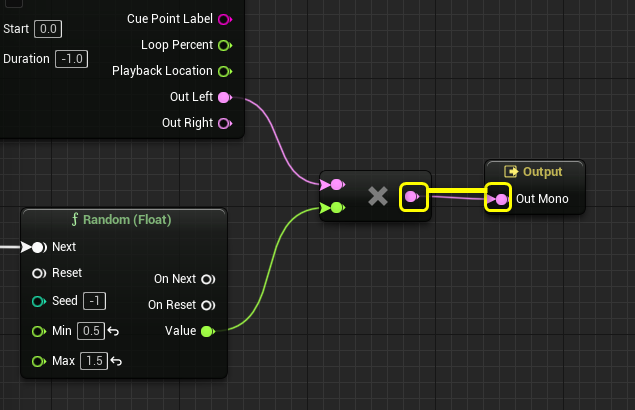 Cue Point Label
Start 0.0
Loop Percent
Duration -1.0
Playback Location
Out Left
Out Right
Output
Out Mono
f Random (Float)
Next
Reset
On Next
Seed -1
On Reset
Min 0.5
Value
Max 1.5